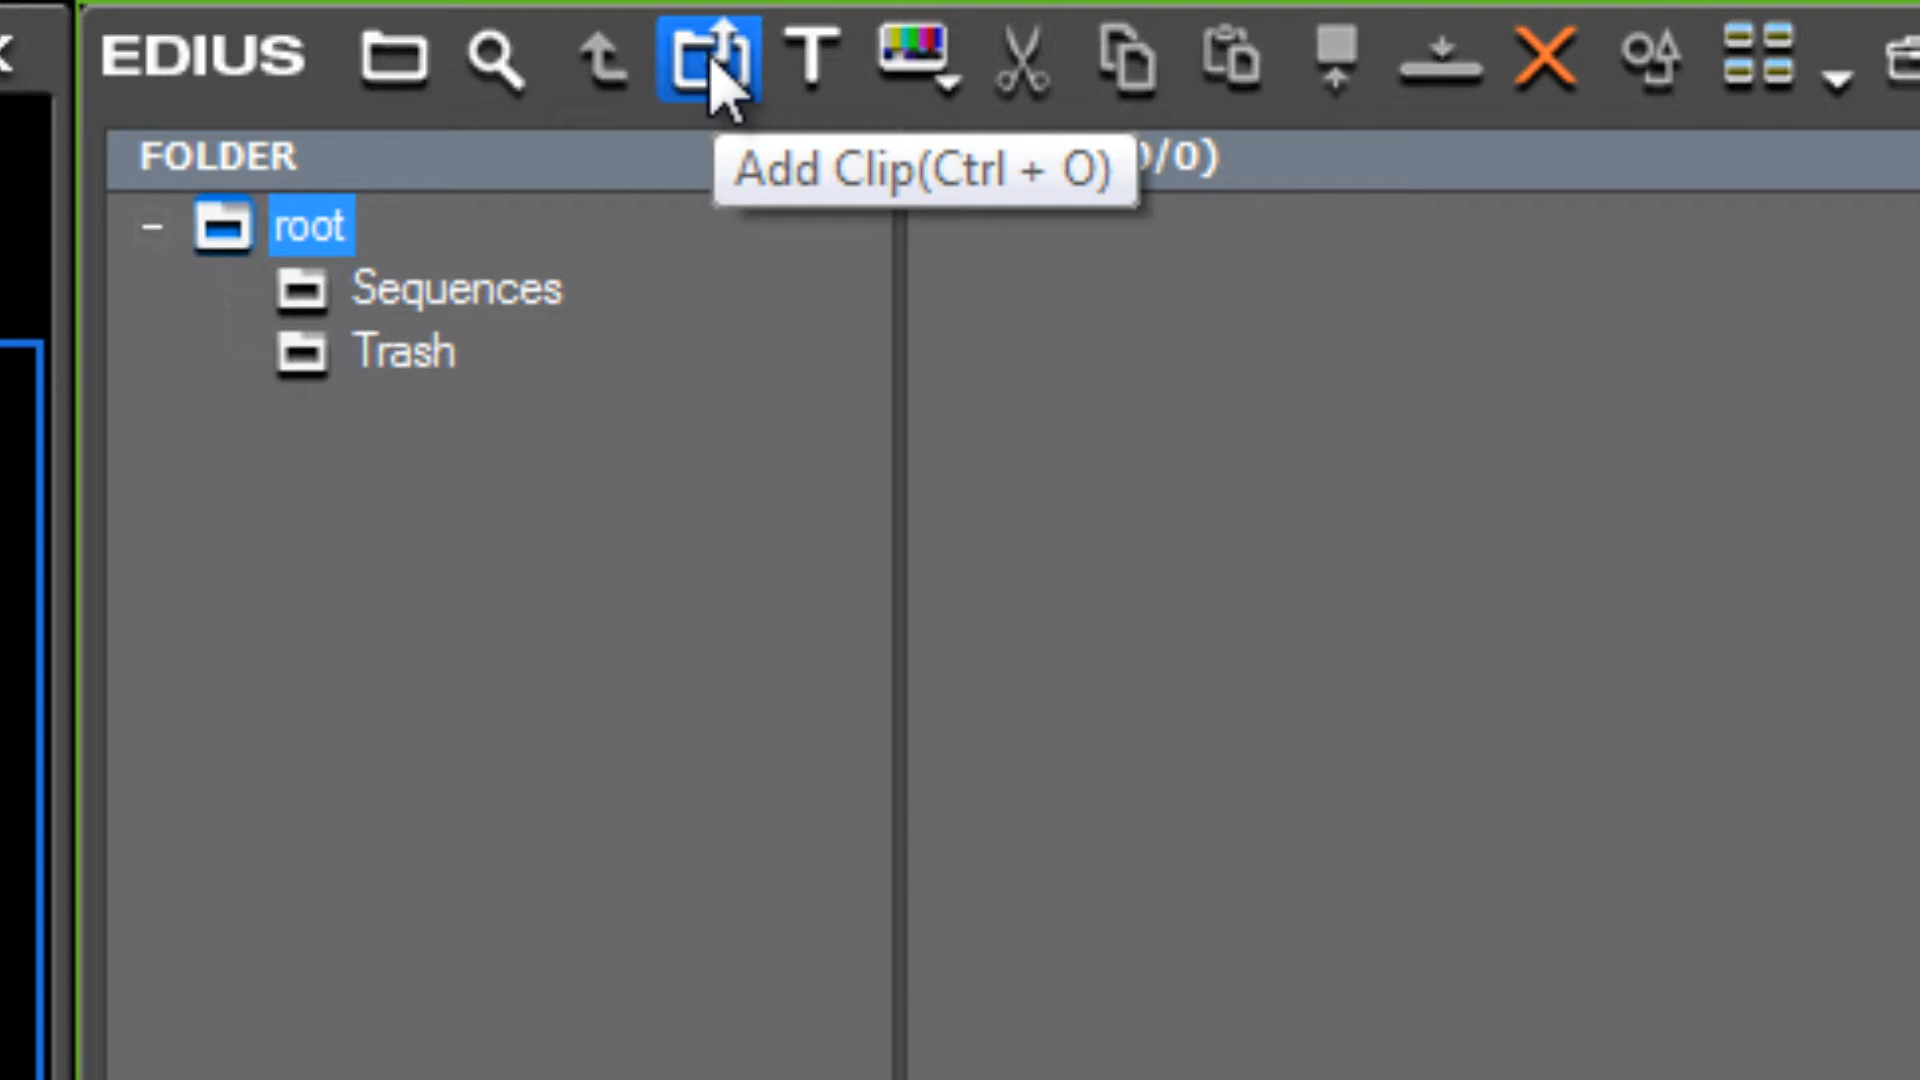 EDIUS
FOLDER
/0)
Add Clip(Ctrl + O)
root
Sequences
Trash